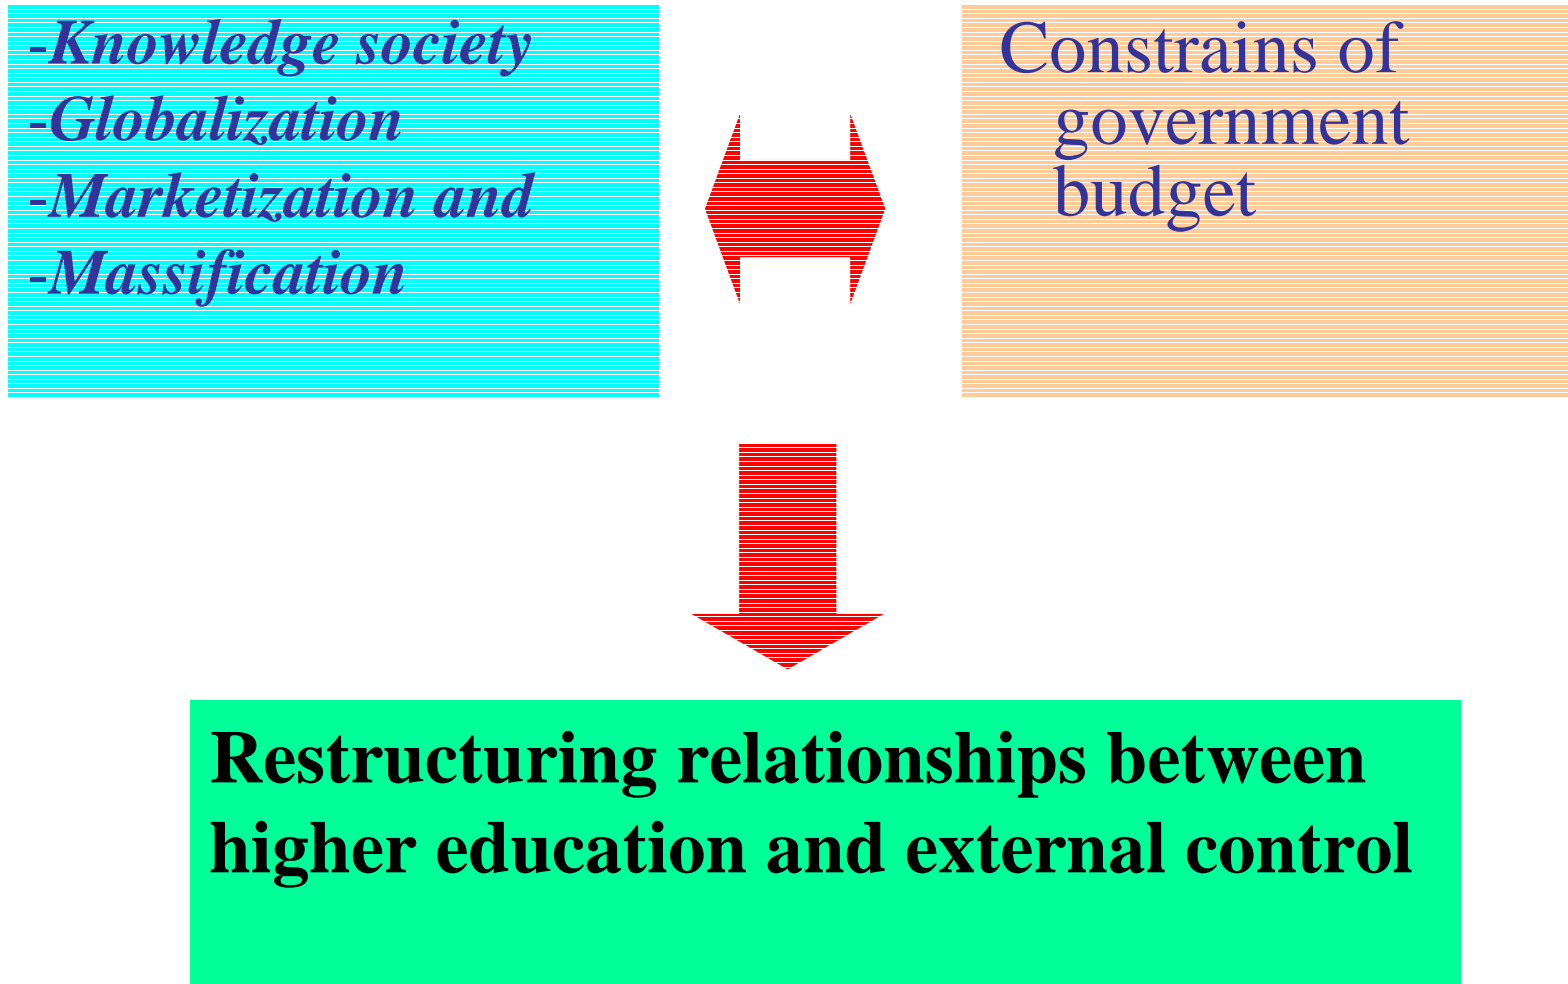 -Knowledge society
-Globalization
-Marketization and
-Massification
Constrains of
government
budget
Restructuring relationships between
higher education and external control